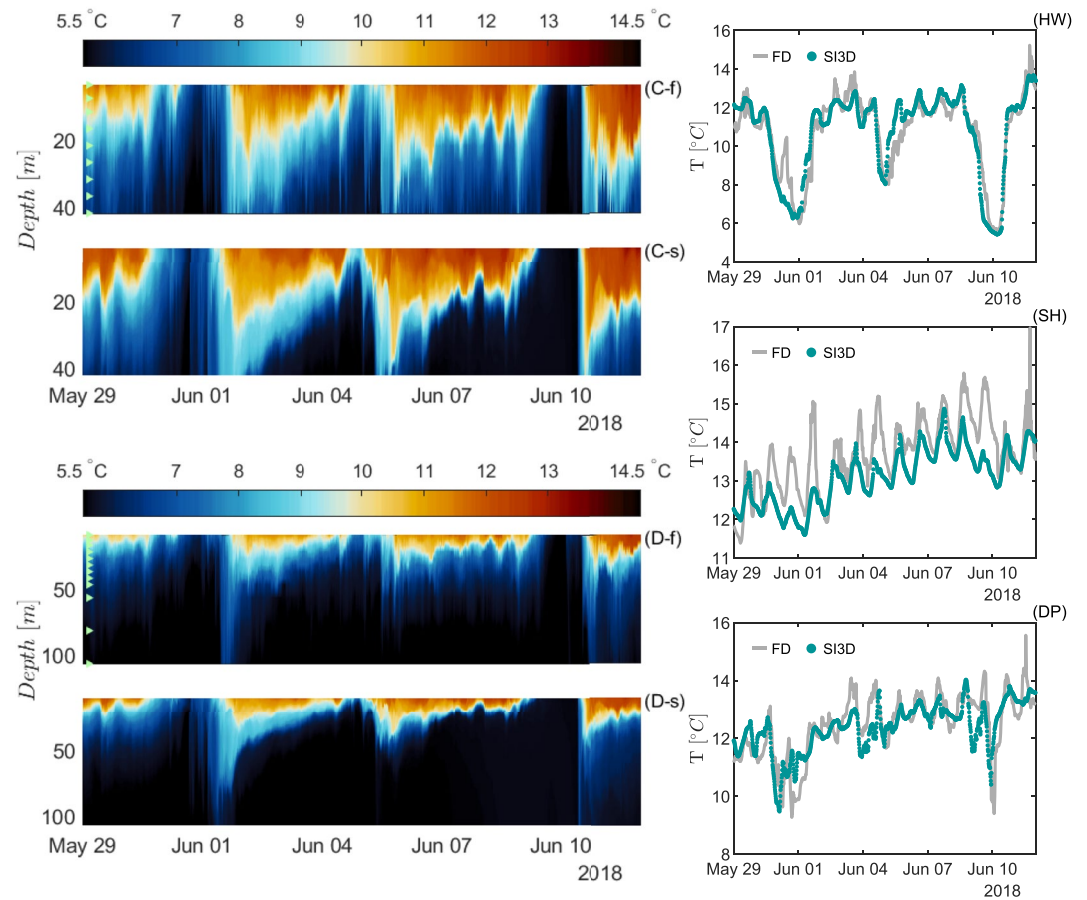 5.5 °C 7 8 9 10 11 12 13 14.5 °C
(C-f)
20
40
Depth [m]
(C-s)
20
40
May 29 Jun 01 Jun 04 Jun 07 Jun 10
2018
5.5 °C 7 8 9 10 11 12 13 14.5 °C
(D-f)
50
100
Depth [m]
(D-s)
50
100
May 29 Jun 01 Jun 04 Jun 07 Jun 10
2018
(HW)
16
FD SI3D
14
12
10
8
6
4
T [°C]
May 29 Jun 01 Jun 04 Jun 07 Jun 10
2018
(SH)
17
FD SI3D
16
15
14
13
12
11
T [°C]
May 29 Jun 01 Jun 04 Jun 07 Jun 10
2018
(DP)
16
FD SI3D
14
12
10
8
T [°C]
May 29 Jun 01 Jun 04 Jun 07 Jun 10
2018